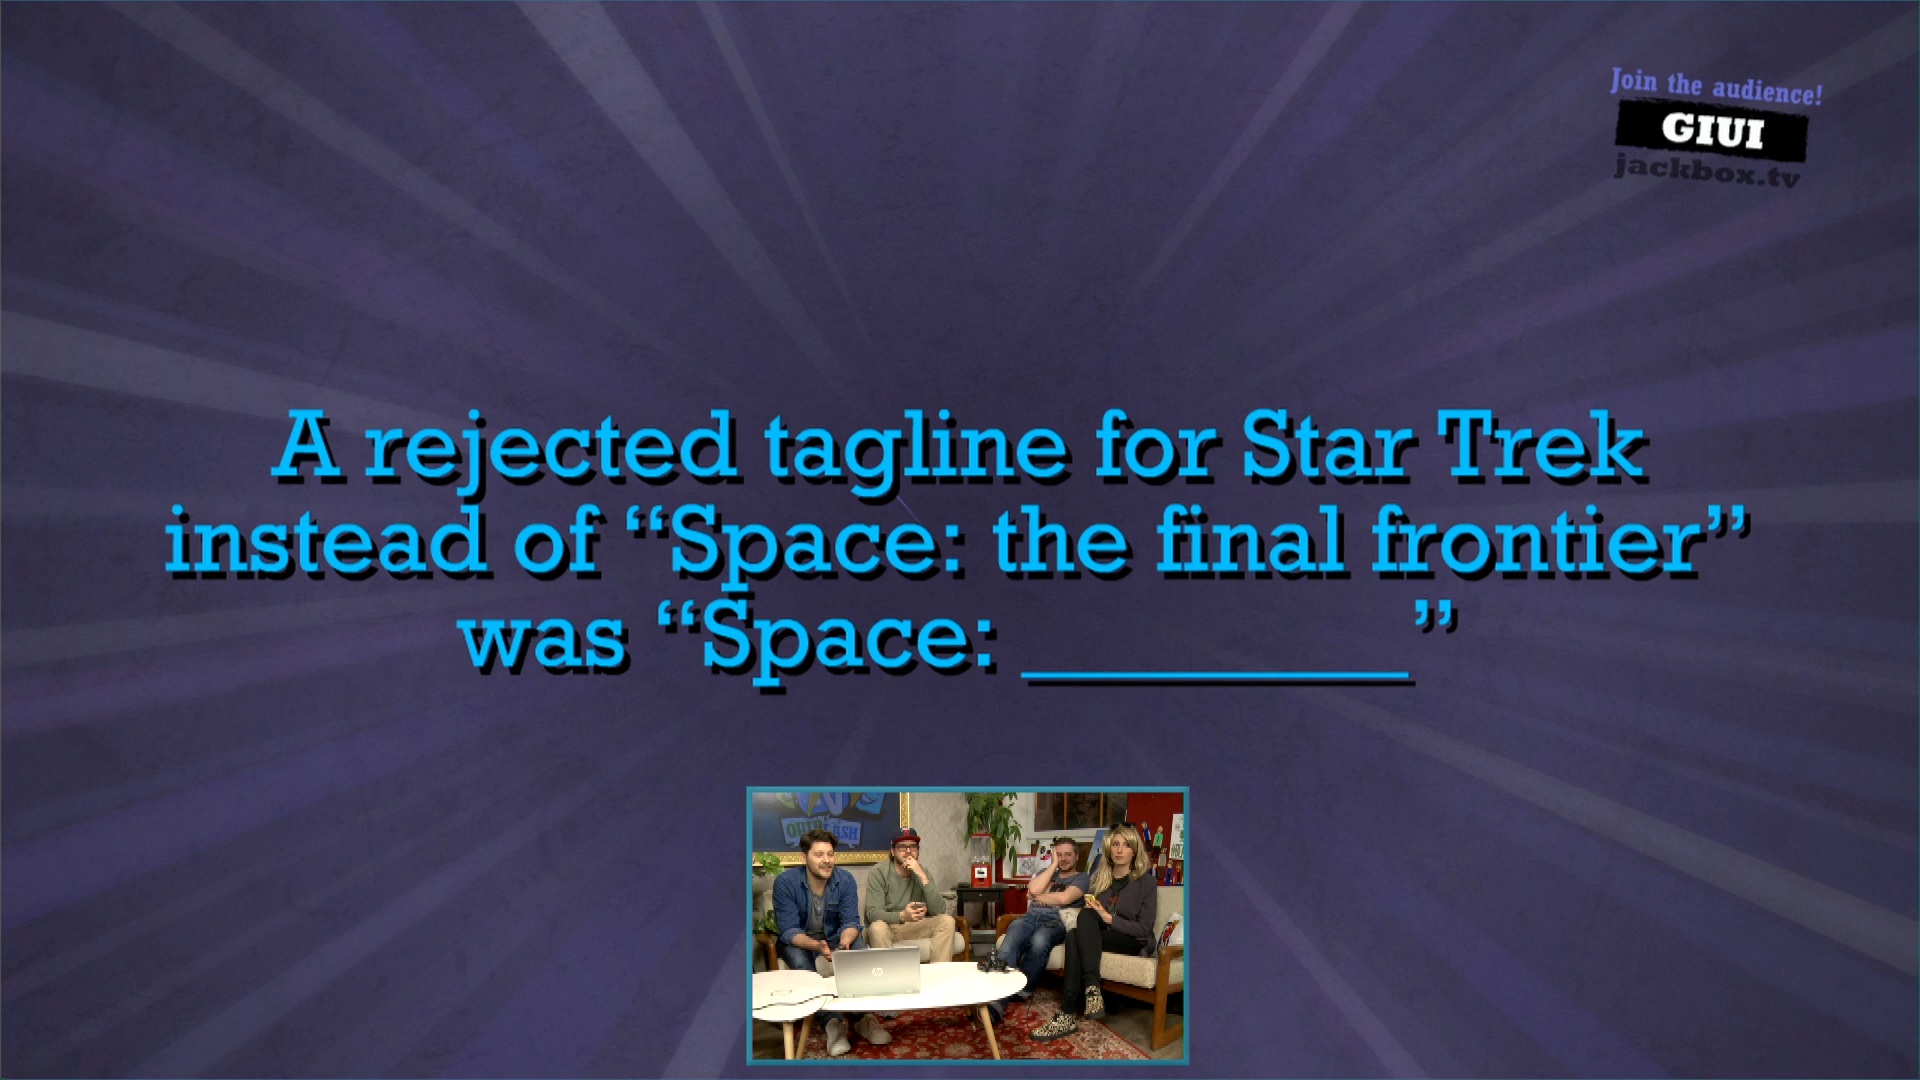 Join the audience!
GIUI
jackbox.tv
A rejected tagline for Star Trek
instead of “Space: the final frontier”
was “Space: ________”